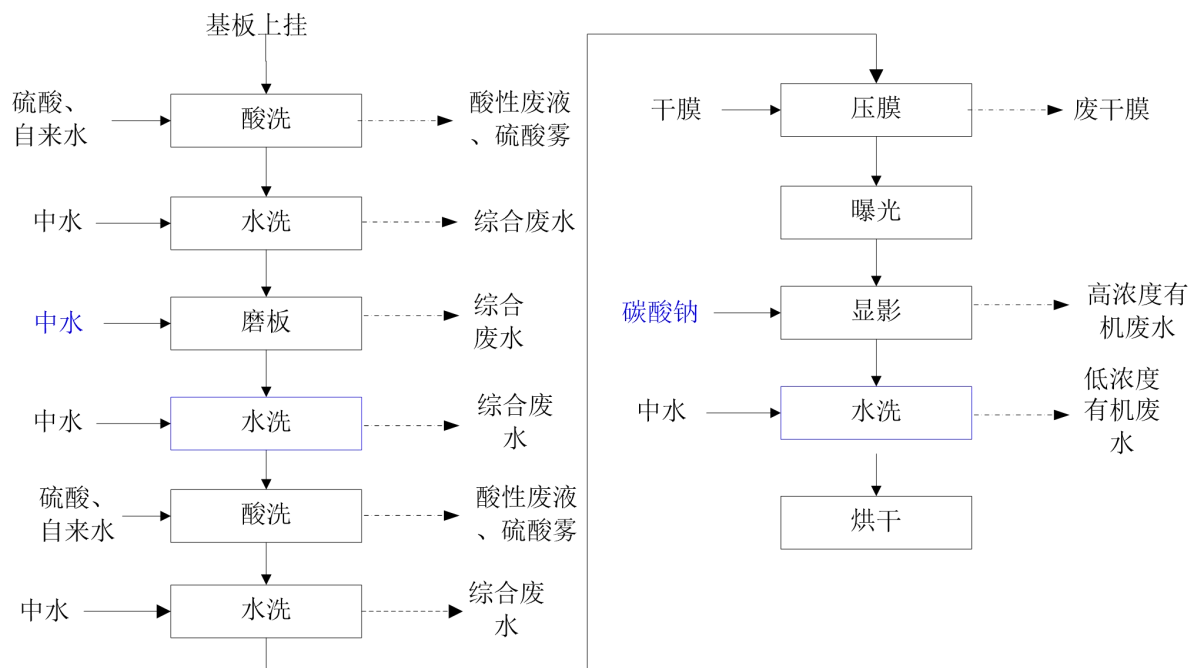 基板上挂
硫酸、
自来水
酸洗
酸性废液
、硫酸雾
中水
水洗
综合废水
中水
磨板
综合
废水
中水
水洗
综合废
水
硫酸、
自来水
酸洗
酸性废液
、硫酸雾
中水
水洗
综合废
水
干膜
压膜
废干膜
曝光
碳酸钠
显影
高浓度有
机废水
中水
水洗
低浓度
有机废
水
烘干